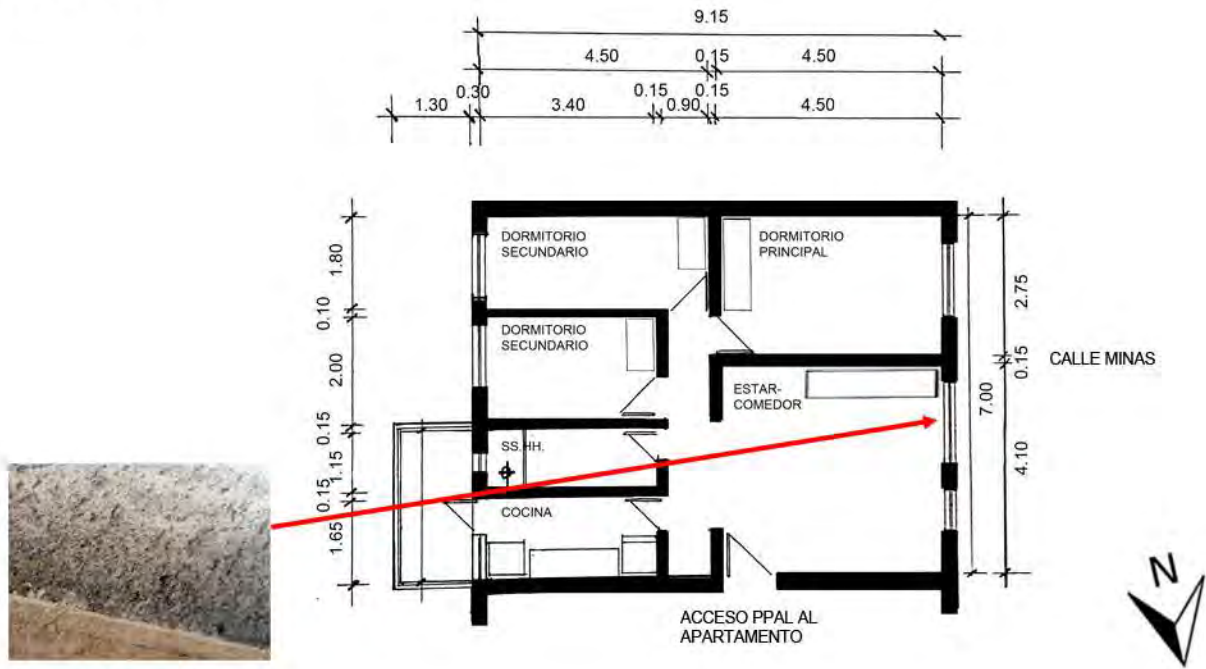 9.15
4.50 0.15 4.50
1.30 0.30 3.40 0.15 0.90 0.15 4.50
DORMITORIO
SECUNDARIO
DORMITORIO
PRINCIPAL
1.80
0.10
DORMITORIO
SECUNDARIO
2.00
0.15
SS.HH.
1.15
0.15
COCINA
1.65
ESTAR-
COMEDOR
2.75
0.15
7.00
4.10
CALLE MINAS
ACCESO PPAL AL
APARTAMENTO
N